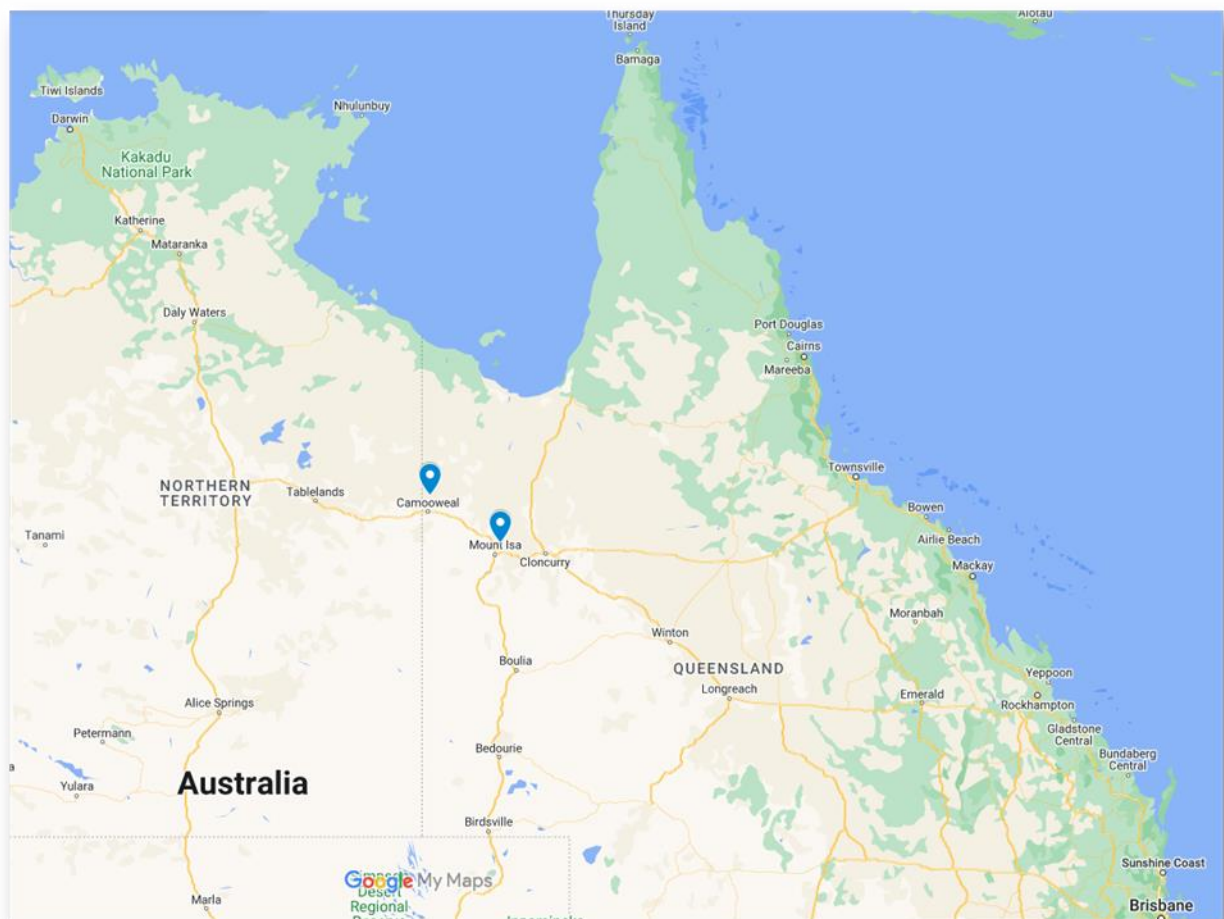 Thursday
Island
Alotau
Bamaga
Tiwi Islands
Darwin
Nhulunbuy
Kakadu
National Park
Katherine
Mataranka
Daly Waters
Port Douglas
Cairns
Mareeba
NORTHERN
TERRITORY
Tablelands
Camooweal
Townsville
Tanami
Mount Isa
Cloncurry
Bowen
Airlie Beach
Mackay
Moranbah
Winton
Boulia
QUEENSLAND
Longreach
Emerald
Yeppoon
Rockhampton
Gladstone
Central
Alice Springs
Petermann
Bedourie
Bundaberg
Central
a
Yulara
Australia
Birdsville
Sunshine Coast
Google My Maps
Desert
Regional
Marla
Brisbane